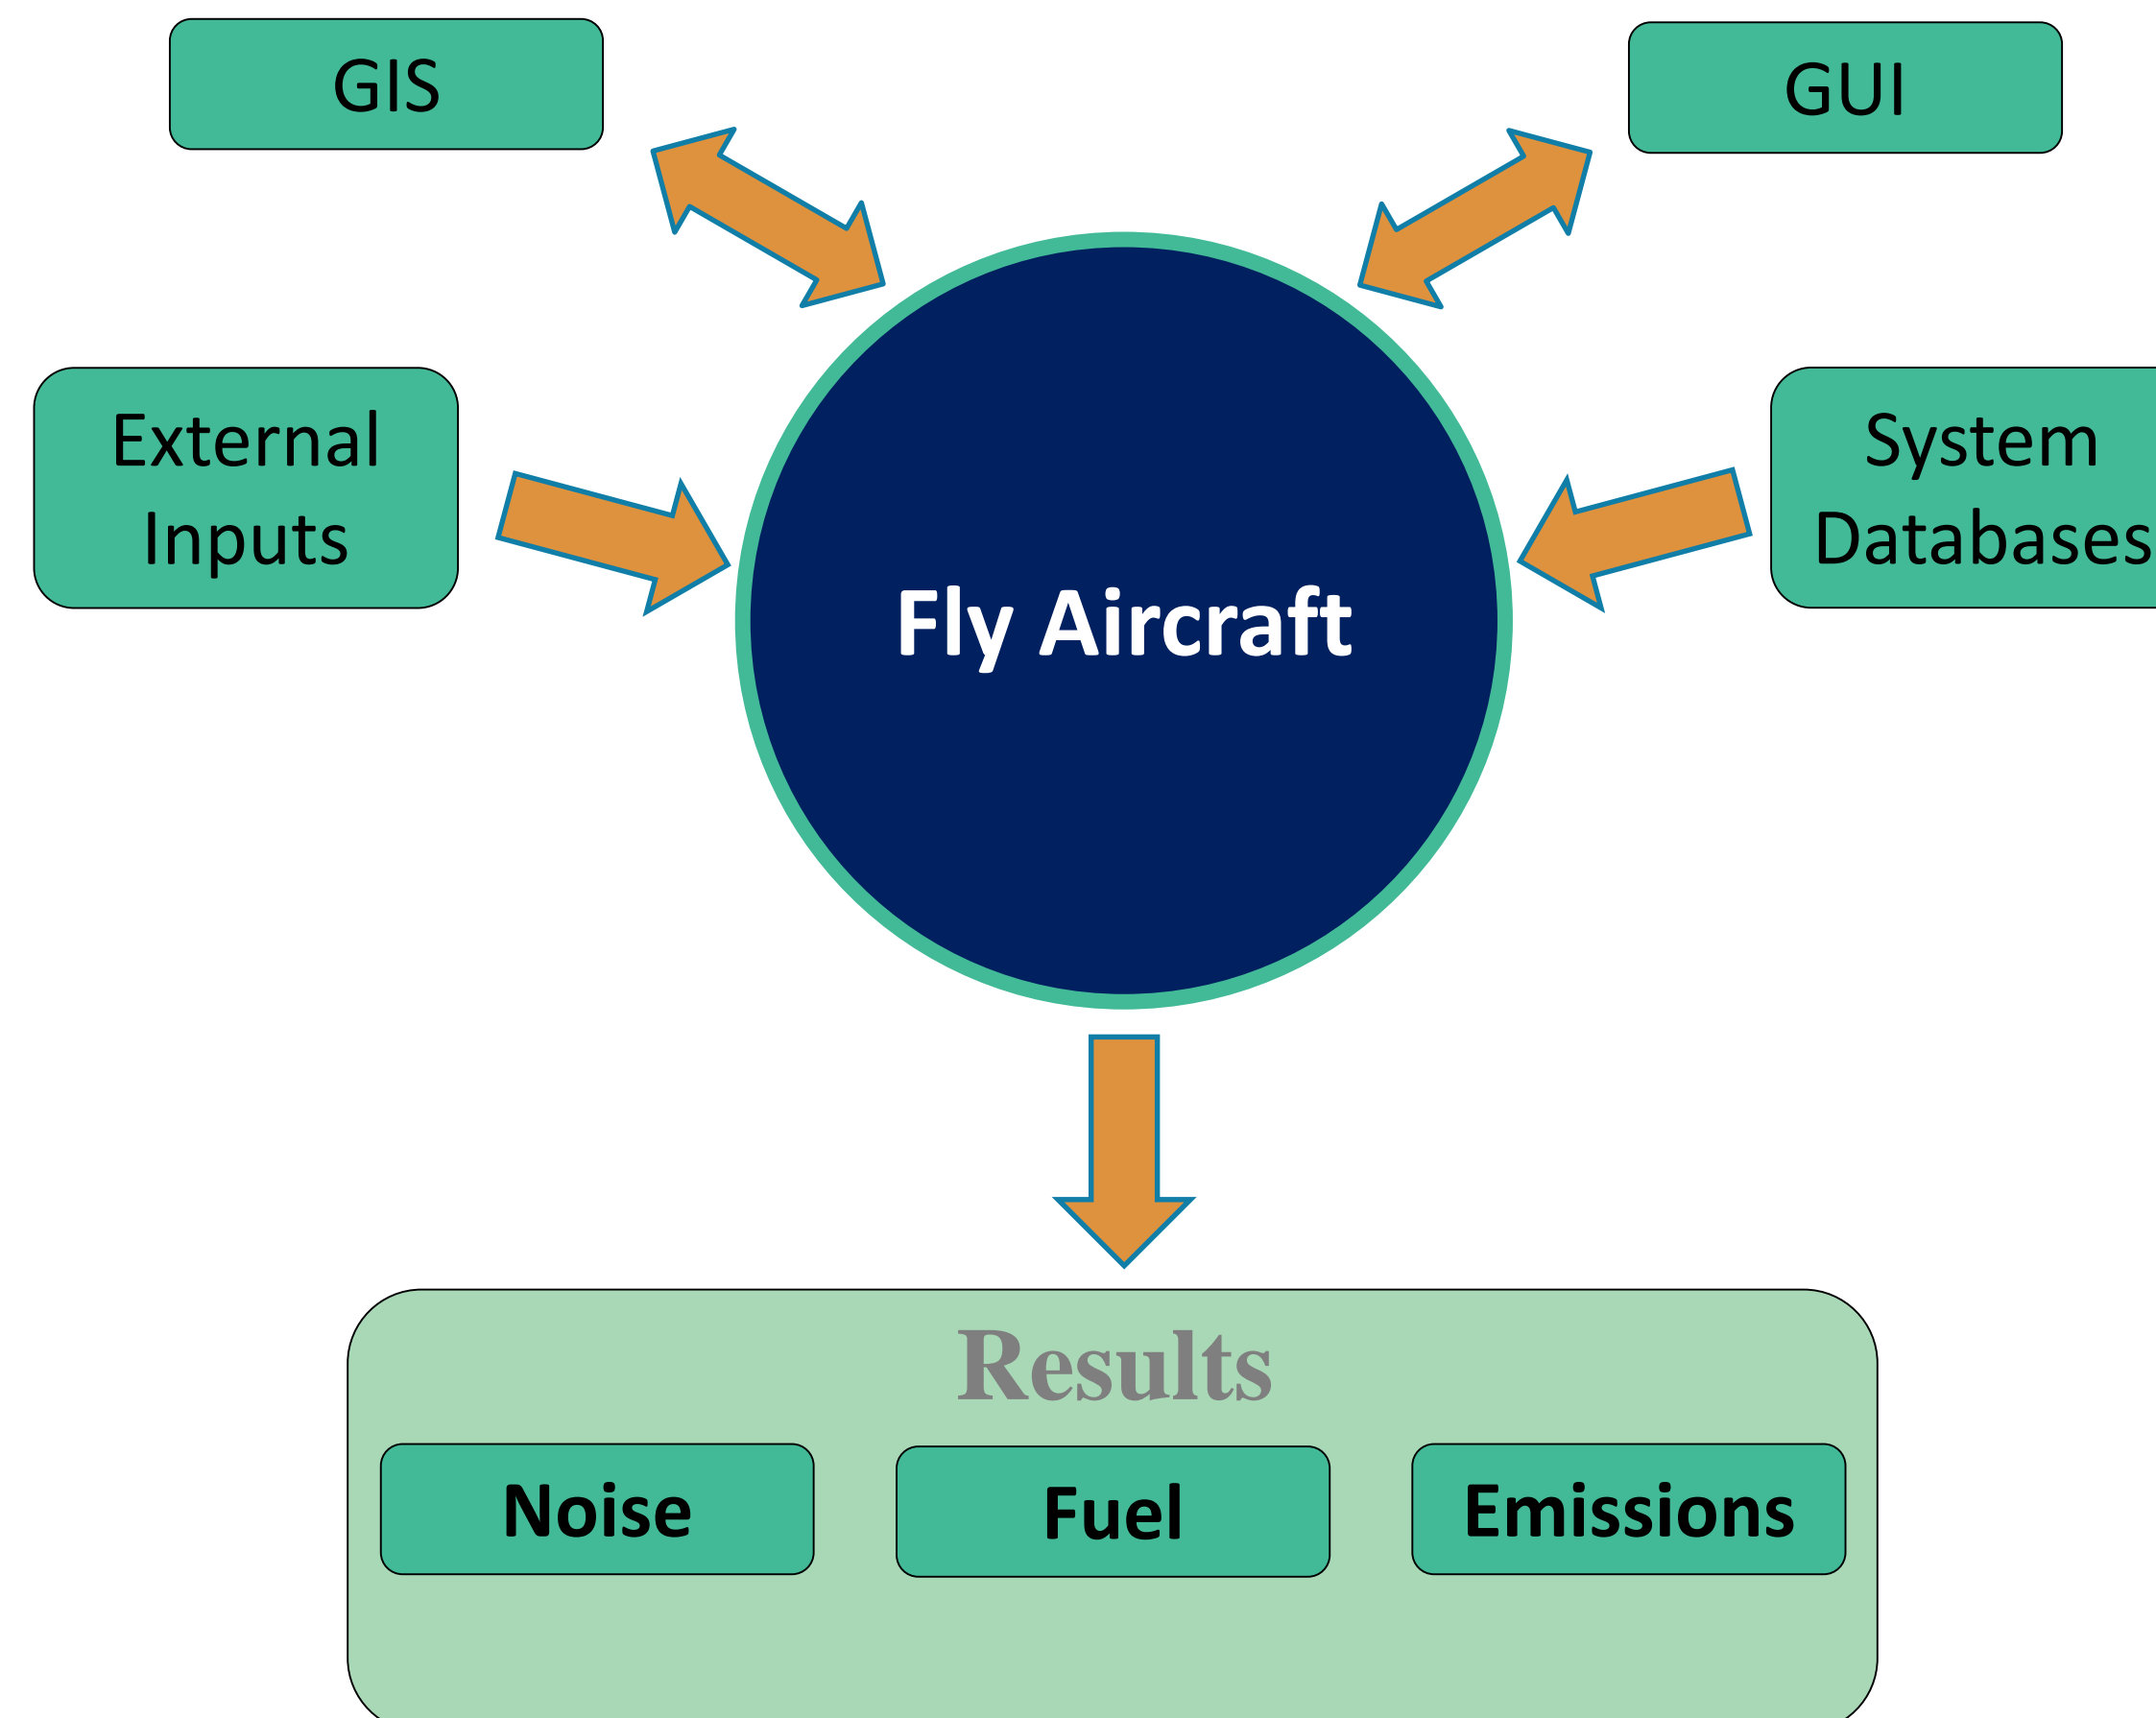 GIS
GUI
External
Inputs
System
Databases
Fly Aircraft
Results
Noise
Fuel
Emissions